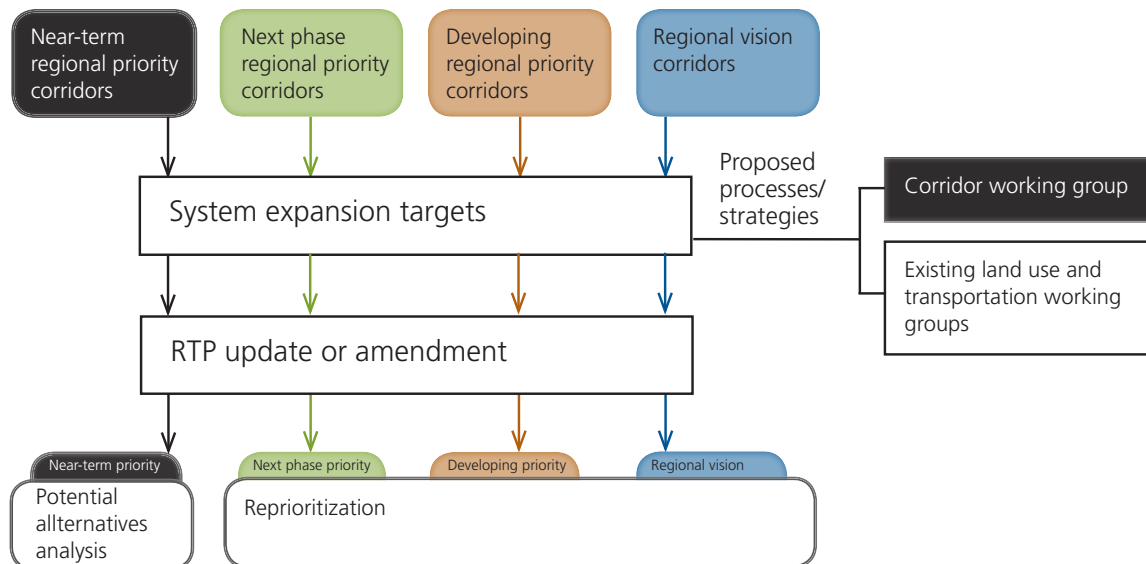 Near-term
regional priority
corridors
Next phase
regional priority
corridors
Developing
regional priority
corridors
Regional vision
corridors
System expansion targets
Proposed
processes/
strategies
Corridor working group
Existing land use and
transportation working
groups
RTP update or amendment
Near-term priority
Next phase priority
Developing priority
Regional vision
Potential
allternatives
analysis
Reprioritization